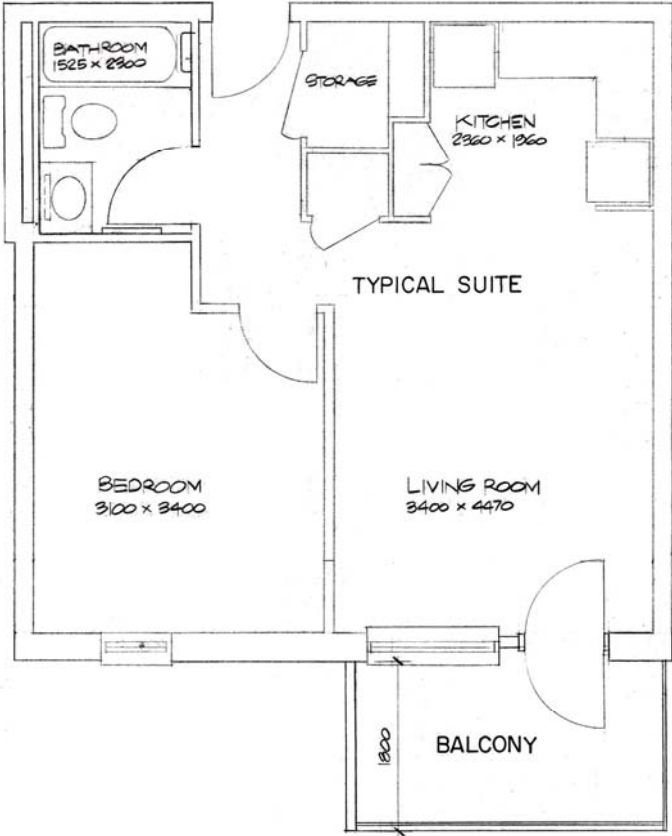 BATHROOM
1525 x 2300
STORAGE
KITCHEN
2360 x 1960
TYPICAL SUITE
BEDROOM
3100 x 3400
LIVING ROOM
3400 x 4470
1800
BALCONY